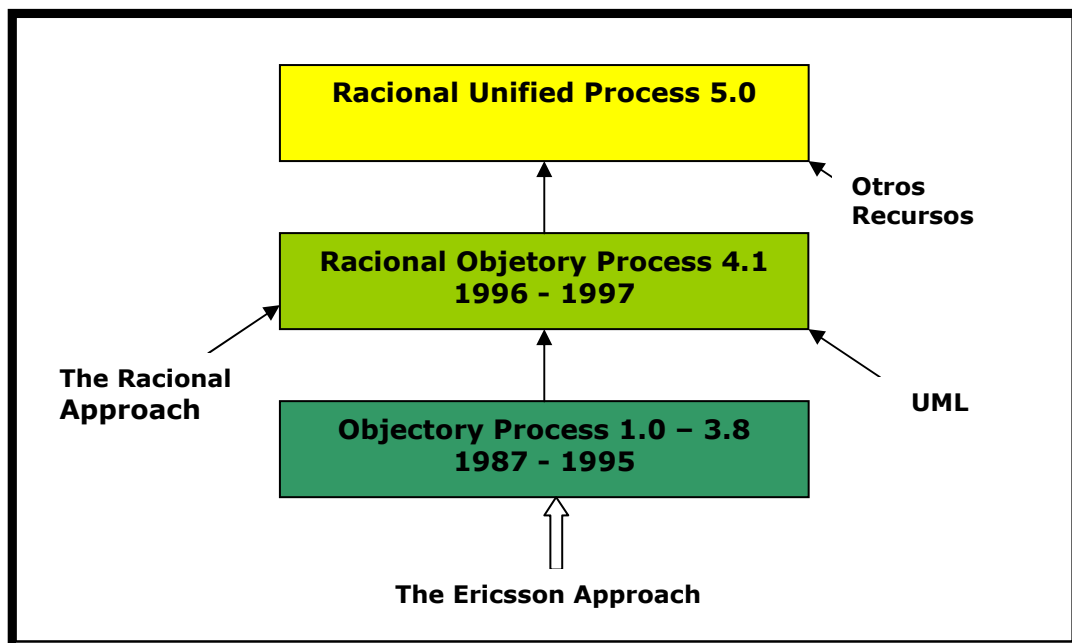 Racional Unified Process 5.0
Otros
Recursos
Racional Objetory Process 4.1
1996 - 1997
The Racional
Approach
UML
Objectory Process 1.0 – 3.8
1987 - 1995
The Ericsson Approach